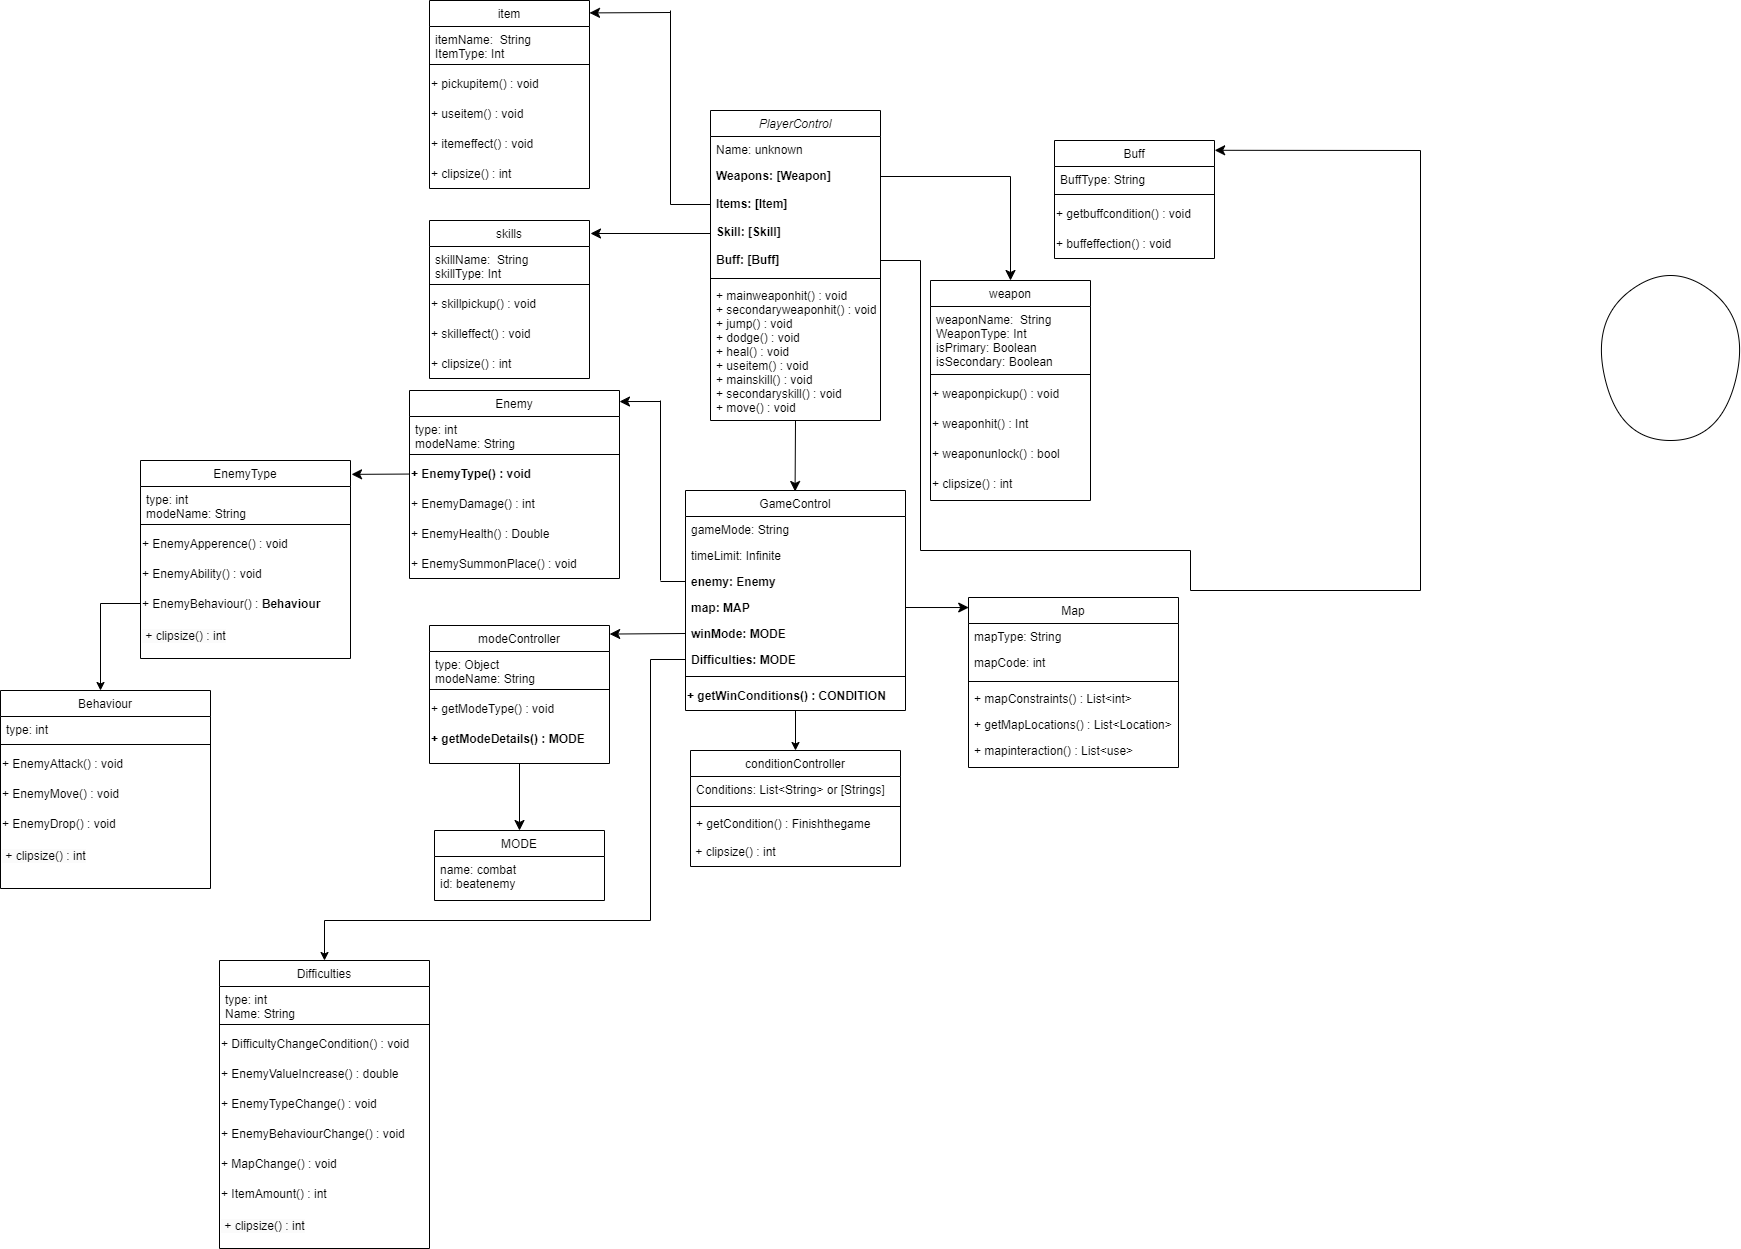 item
itemName: String
ItemType: Int
+ pickupitem() : void
+ useitem() : void
+ itemeffect() : void
+ clipsize() : int
PlayerControl
Name: unknown
Weapons: [Weapon]
Items: [Item]
Skill: [Skill]
Buff: [Buff]
+ mainweaponhit() : void
+ secondaryweaponhit() : void
+ jump() : void
+ dodge() : void
+ heal() : void
+ useitem() : void
+ mainskill() : void
+ secondaryskill() : void
+ move() : void
Buff
BuffType: String
+ getbuffcondition() : void
+ buffeffection() : void
skills
skillName: String
skillType: Int
+ skillpickup() : void
+ skilleffect() : void
+ clipsize() : int
weapon
weaponName: String
WeaponType: Int
isPrimary: Boolean
isSecondary: Boolean
+ weaponpickup() : void
+ weaponhit() : Int
+ weaponunlock() : bool
+ clipsize() : int
Enemy
type: int
modeName: String
+ EnemyType() : void
+ EnemyDamage() : int
+ EnemyHealth() : Double
+ EnemySummonPlace() : void
EnemyType
type: int
modeName: String
+ EnemyApperence() : void
+ EnemyAbility() : void
+ EnemyBehaviour() : Behaviour
+ clipsize() : int
GameControl
gameMode: String
timeLimit: Infinite
enemy: Enemy
map: MAP
winMode: MODE
Difficulties: MODE
+ getWinConditions() : CONDITION
Map
mapType: String
mapCode: int
+ mapConstraints() : List<int>
+ getMapLocations() : List<Location>
+ mapinteraction() : List<use>
modeController
type: Object
modeName: String
+ getModeType() : void
+ getModeDetails() : MODE
Behaviour
type: int
+ EnemyAttack() : void
+ EnemyMove() : void
+ EnemyDrop() : void
+ clipsize() : int
conditionController
Conditions: List<String> or [Strings]
+ getCondition() : Finishthegame
+ clipsize() : int
MODE
name: combat
id: beatenemy
Difficulties
type: int
Name: String
+ DifficultyChangeCondition() : void
+ EnemyValueIncrease() : double
+ EnemyTypeChange() : void
+ EnemyBehaviourChange() : void
+ MapChange() : void
+ ItemAmount() : int
+ clipsize() : int